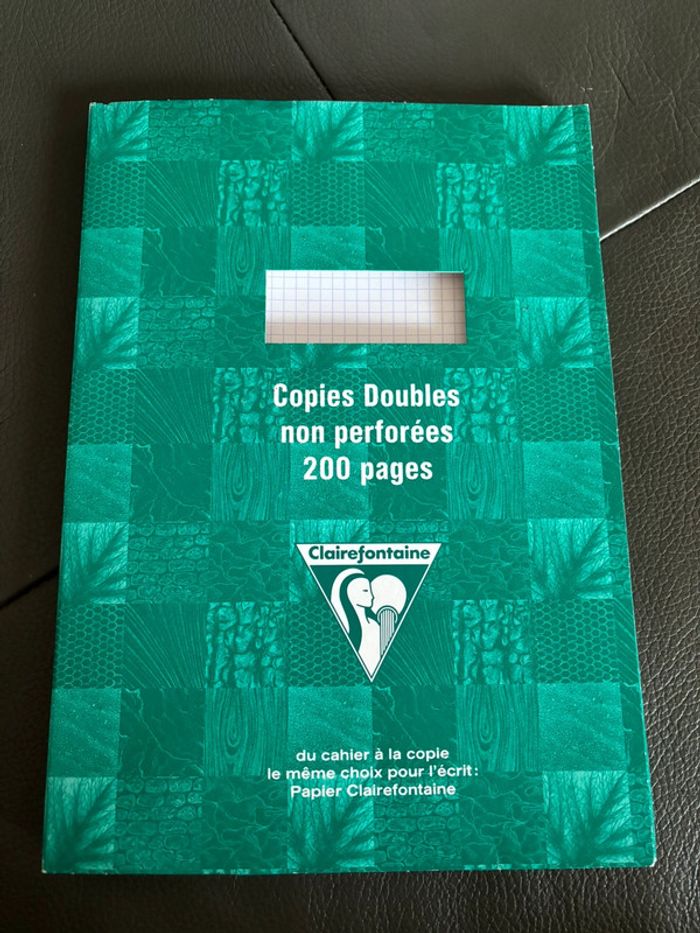 Copies Doubles
non perforées
200 pages
Clairefontaine
du cahier à la copie
le même choix pour l'écrit:
Papier Clairefontaine